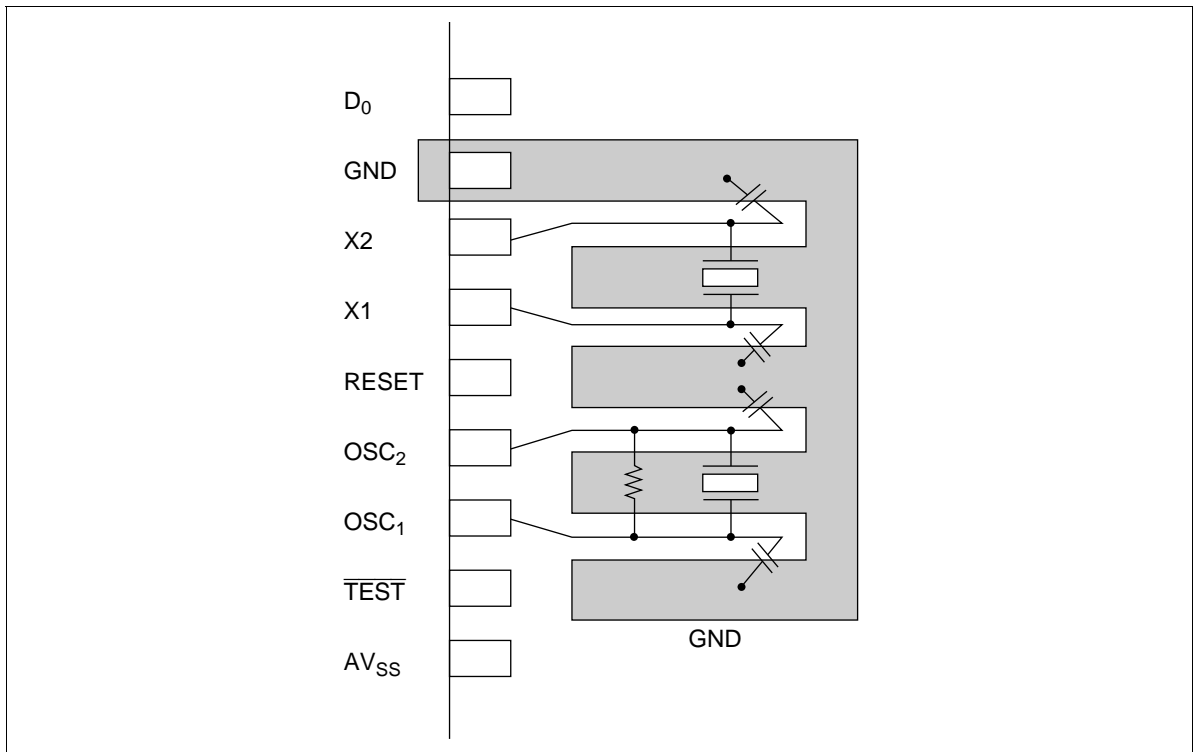 D0
GND
X2
X1
RESET
OSC2
OSC1
TEST
GND
AVSS